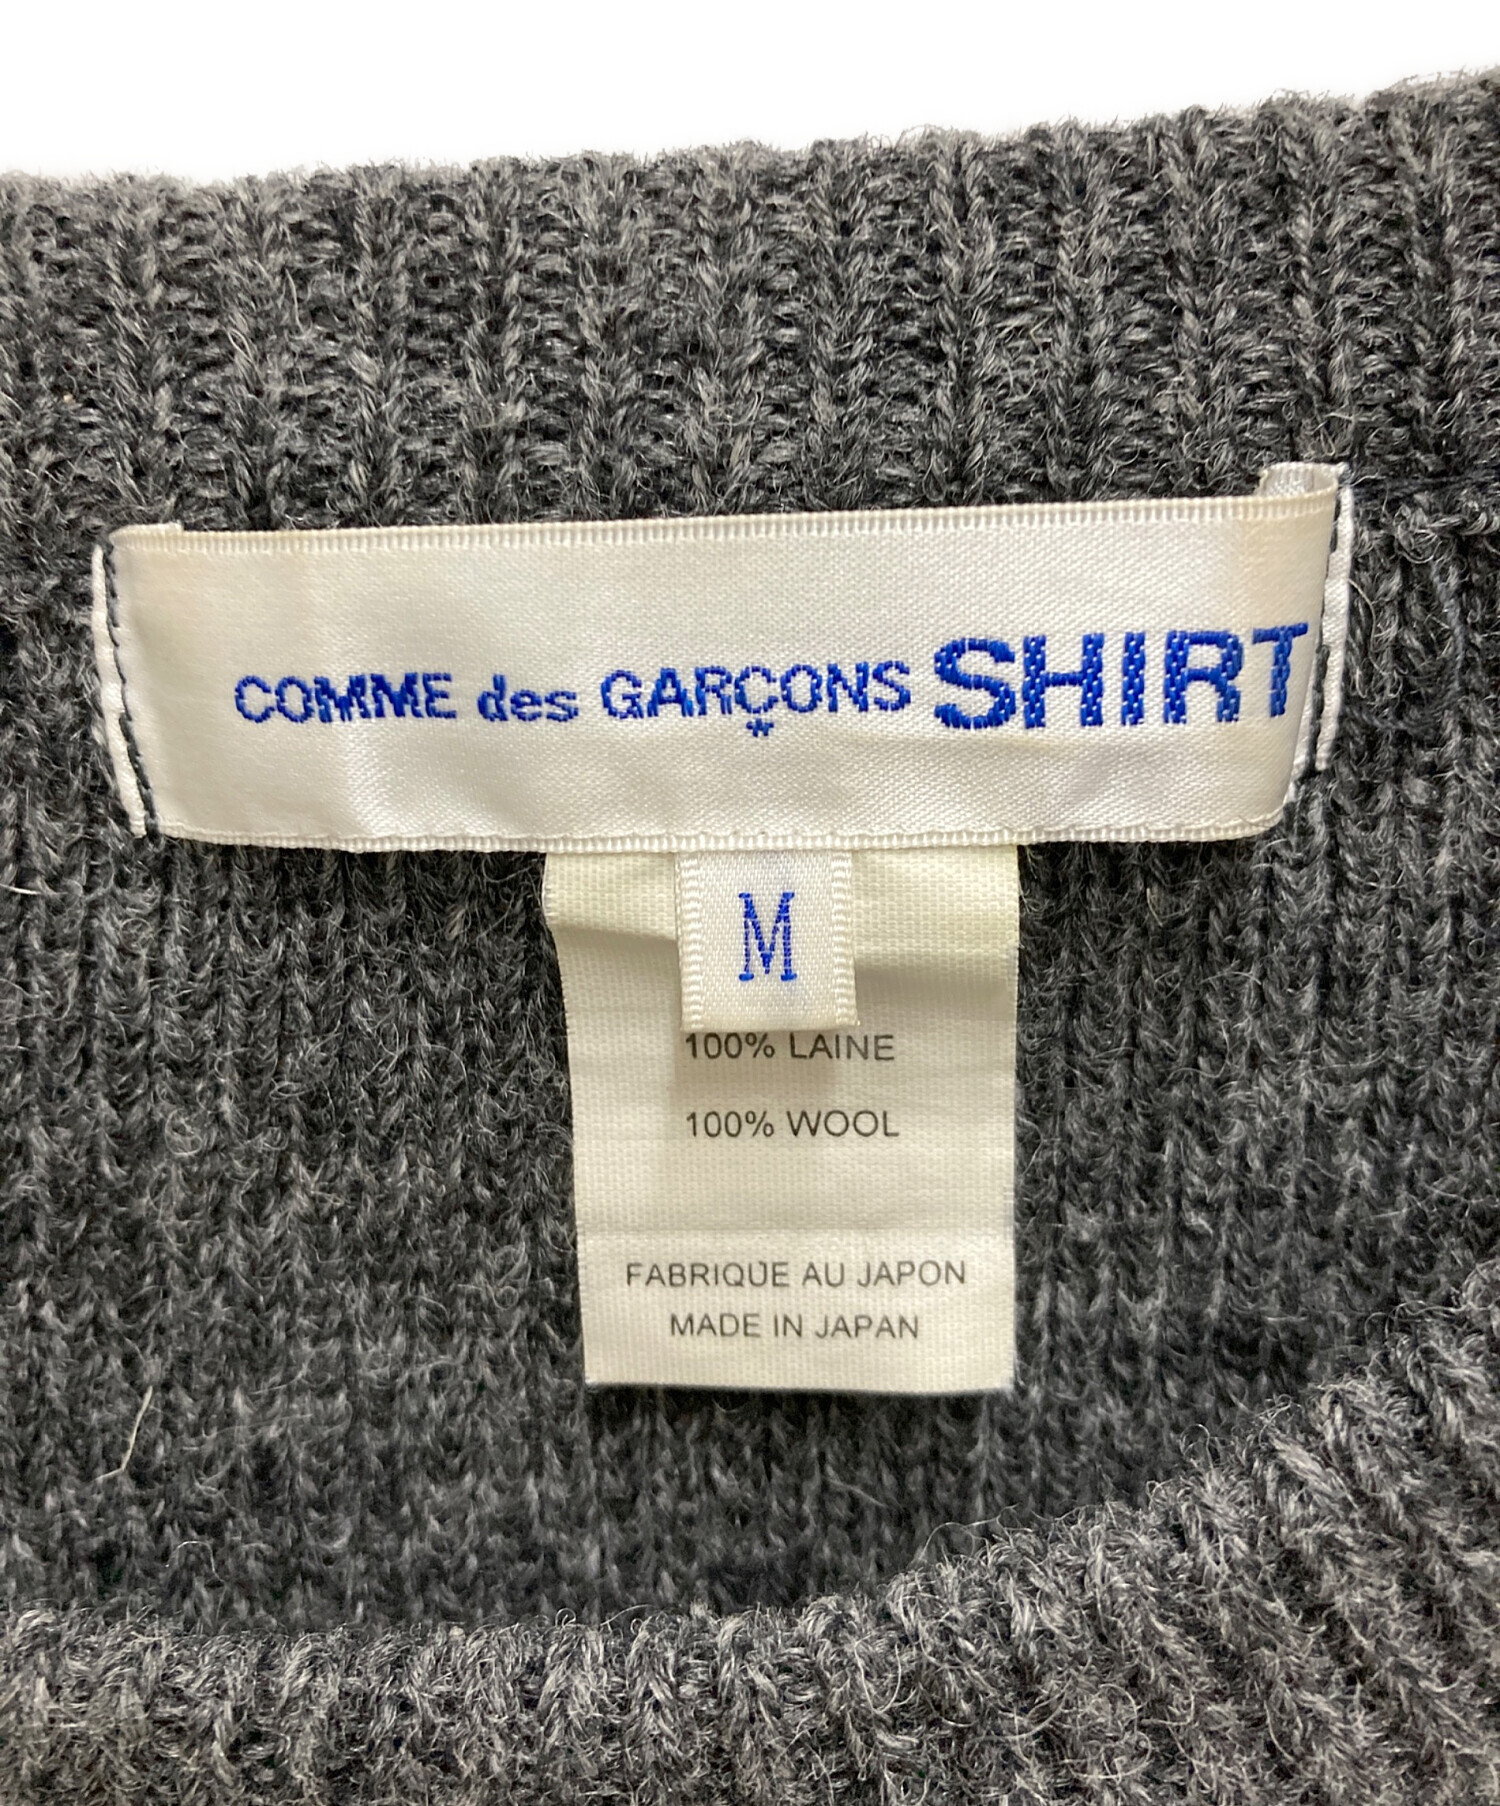 COMME des GARÇONS SHIRT
M
100% LAINE
100% WOOL
FABRIQUE AU JAPON
MADE IN JAPAN